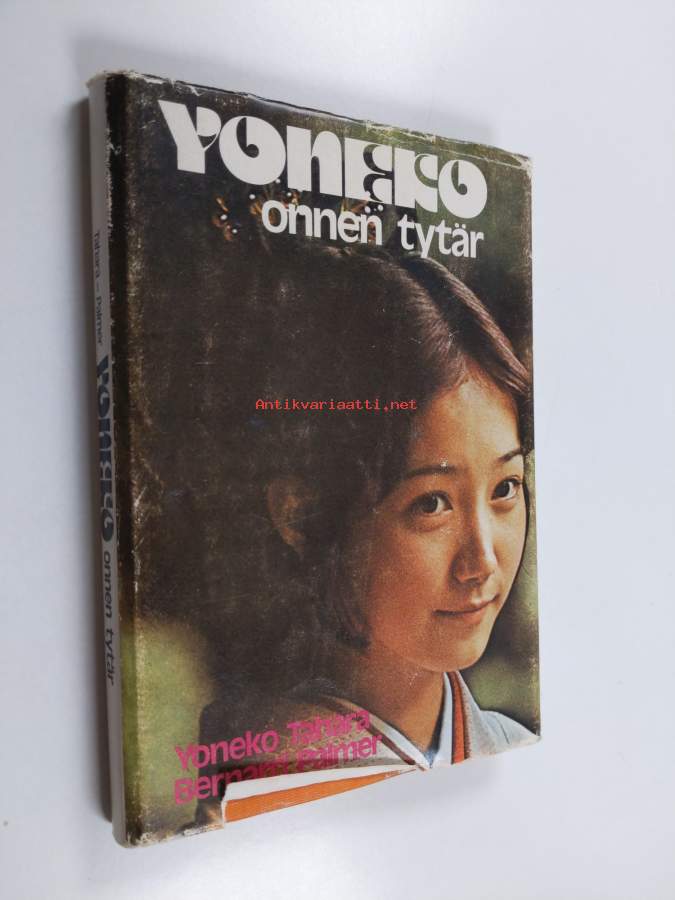 YONEKO
onnen tytär
Antikvariaatti.net
Yoneko Tahara
Bernard Palmer
Tahara – Palmer YONEKO onnen tytär